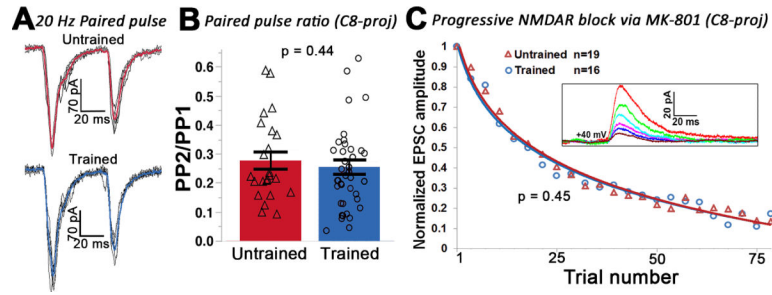 A 20 Hz Paired pulse
Untrained
70 pA
20 ms
Trained
70 pA
20 ms
B Paired pulse ratio (C8-proj)
p = 0.44
PP2/PP1
0.6
0.5
0.4
0.3
0.2
0.1
0.0
Untrained Trained
C Progressive NMDAR block via MK-801 (C8-proj)
Untrained n=19
Trained n=16
Normalized EPSC amplitude
1
0.9
0.8
0.7
0.6
0.5
0.4
0.3
0.2
0.1
0
+40 mV
20 pA
20 ms
p = 0.45
1 25 50 75
Trial number